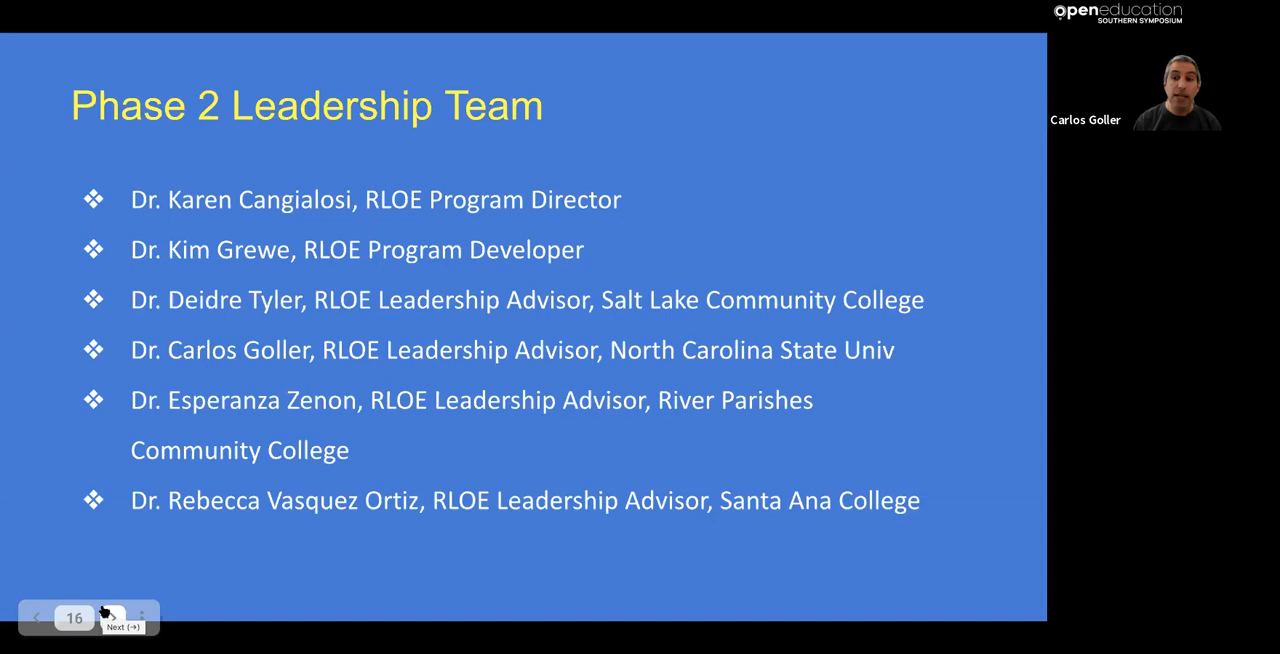 openeducation
SOUTHERN SYMPOSIUM
Phase 2 Leadership Team
Dr. Karen Cangialosi, RLOE Program Director
Dr. Kim Grewe, RLOE Program Developer
Dr. Deidre Tyler, RLOE Leadership Advisor, Salt Lake Community College
Dr. Carlos Goller, RLOE Leadership Advisor, North Carolina State Univ
Dr. Esperanza Zenon, RLOE Leadership Advisor, River Parishes
Community College
Dr. Rebecca Vasquez Ortiz, RLOE Leadership Advisor, Santa Ana College
Carlos Goller
16
Next (→)